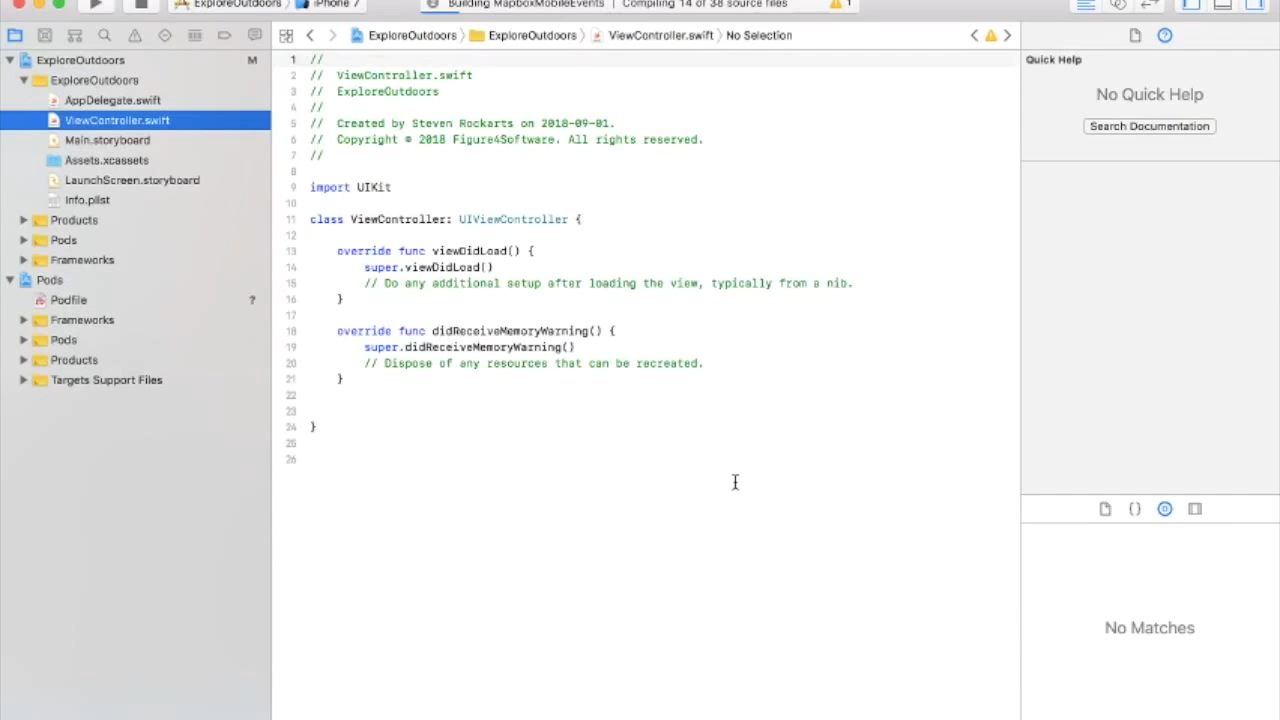 ExploreOutdoors 〉 iPhone 7
Building MapboxMobileEvents | Compiling 14 of 38 source files
1
ExploreOutdoors 〉 ExploreOutdoors 〉 ViewController.swift 〉 No Selection
ExploreOutdoors M
ExploreOutdoors
AppDelegate.swift
ViewController.swift
Main.storyboard
Assets.xcassets
LaunchScreen.storyboard
Info.plist
Products
Pods
Frameworks
Pods
Podfile ?
Frameworks
Pods
Products
Targets Support Files
1 //
2 // ViewController.swift
3 // ExploreOutdoors
4 //
5 // Created by Steven Rockarts on 2018-09-01.
6 // Copyright © 2018 Figure4Software. All rights reserved.
7 //
8
9 import UIKit
10
11 class ViewController: UIViewController {
12
13 override func viewDidLoad() {
14 super.viewDidLoad()
15 // Do any additional setup after loading the view, typically from a nib.
16 }
17
18 override func didReceiveMemoryWarning() {
19 super.didReceiveMemoryWarning()
20 // Dispose of any resources that can be recreated.
21 }
22
23
24 }
25
26
Quick Help
No Quick Help
Search Documentation
{}
No Matches